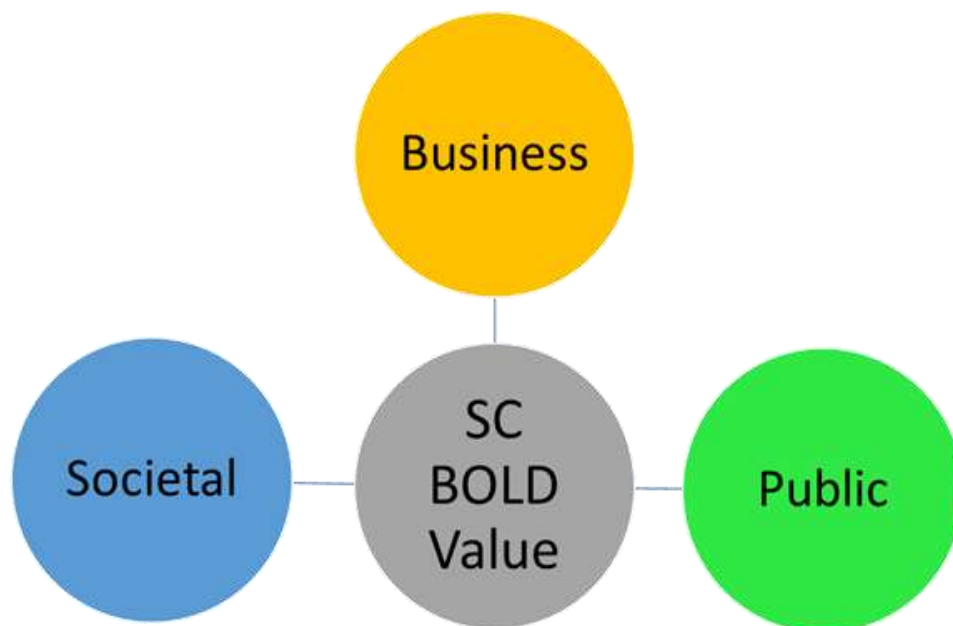 Business
Societal
SC
BOLD
Value
Public